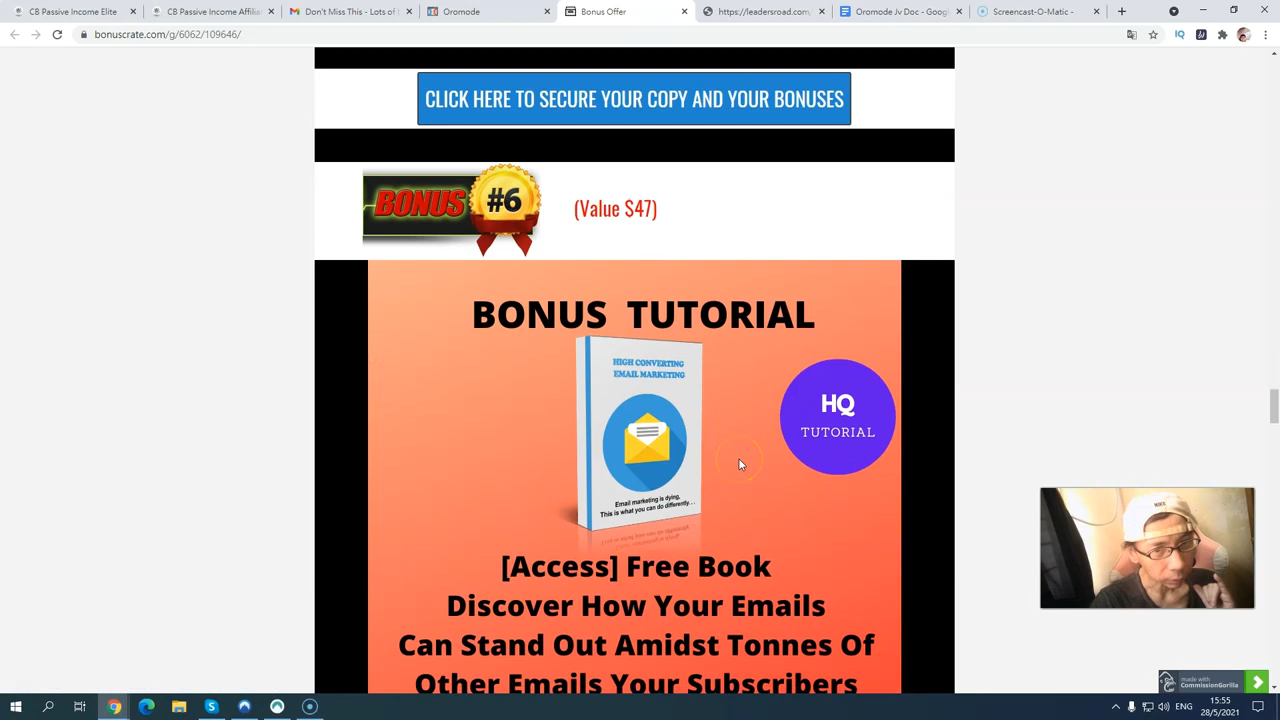 CB Passive Income Elite
CB Passive Income Affilia
Don't Miss This - Lots of
Oromode
Bonus Offer
https://leadersroad.com
Oromode Jv Doc - Googl
Screencast-O-Matic -
bonuscrate.com/g/6062/109646/
CLICK HERE TO SECURE YOUR COPY AND YOUR BONUSES
BONUS #6
(Value $47)
BONUS TUTORIAL
HIGH CONVERTING
EMAIL MARKETING
Email marketing is dying,
This is what you can do differently...
HQ
TUTORIAL
[Access] Free Book
Discover How Your Emails
Can Stand Out Amidst Tonnes Of
Other Emails Your Subscribers
made with
CommissionGorilla
ENG
15:55
28/5/2021